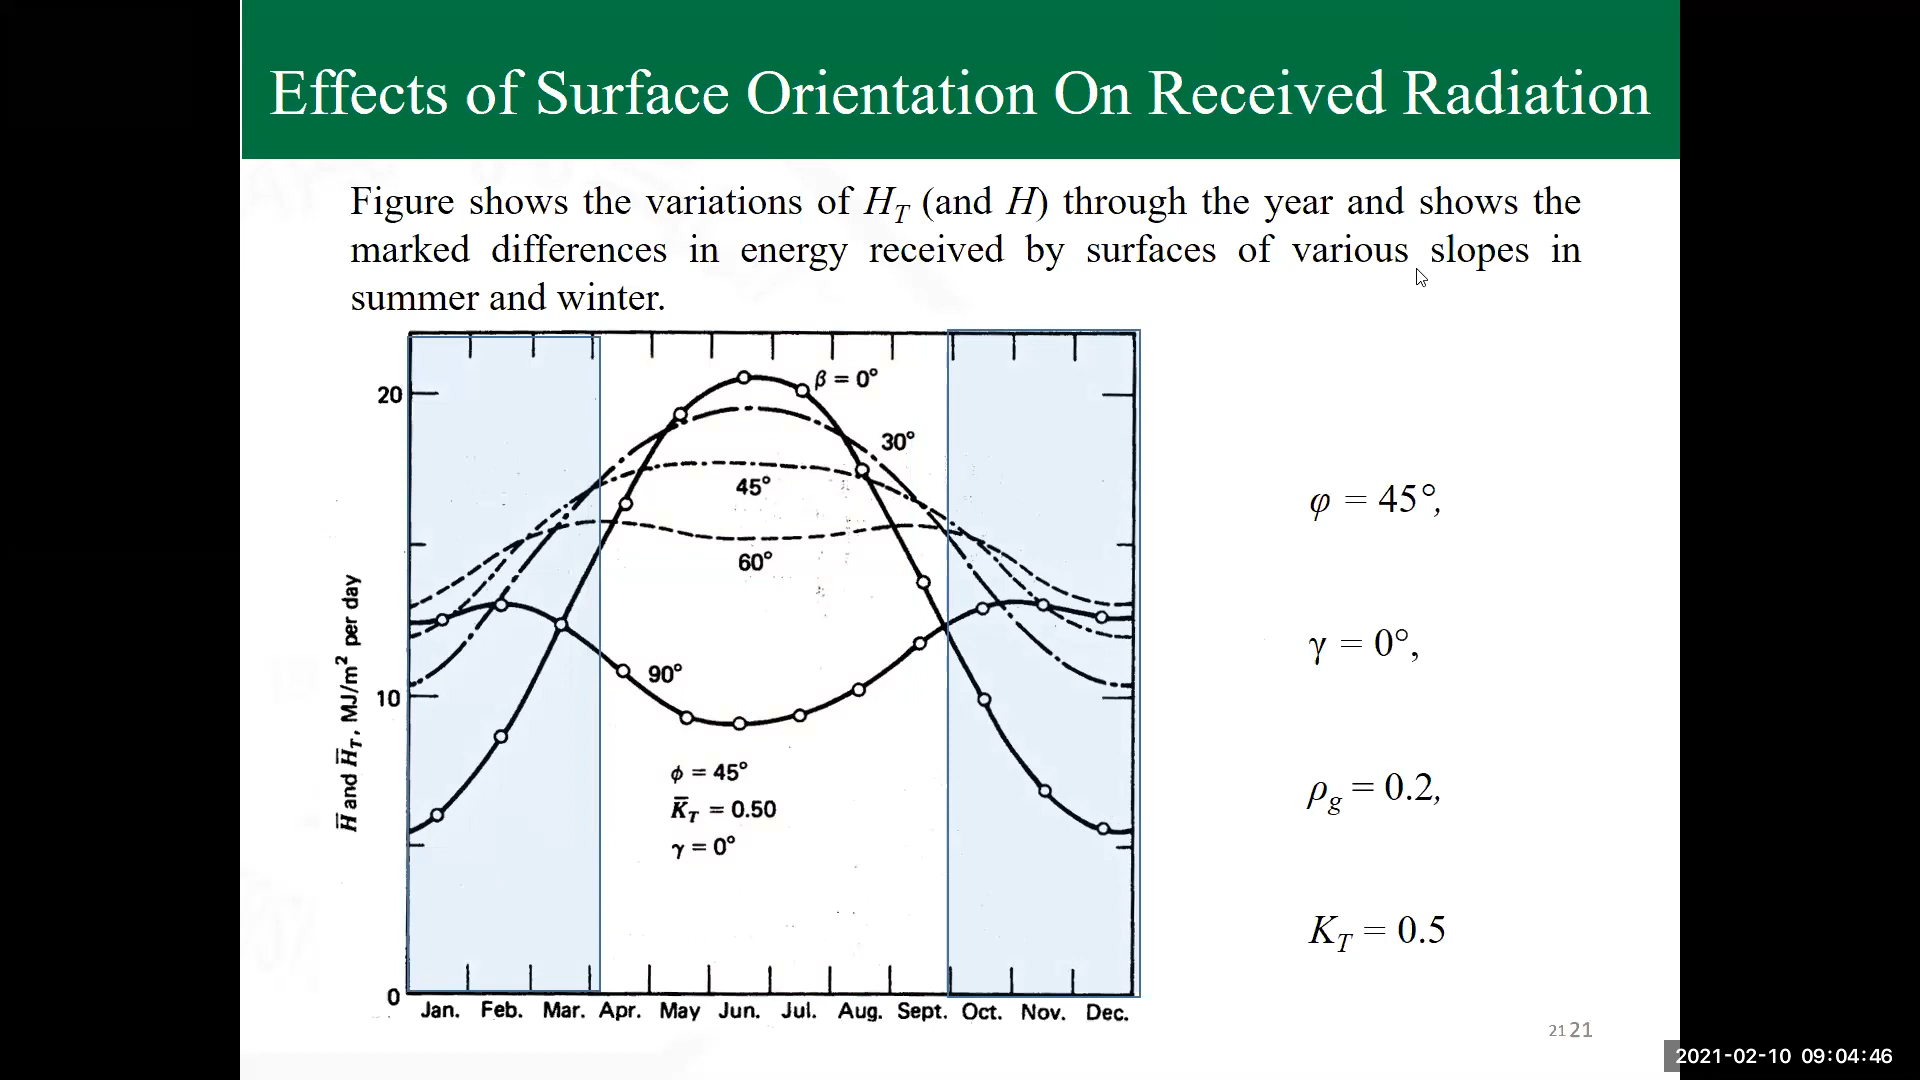 Effects of Surface Orientation On Received Radiation
Figure shows the variations of H_T (and H) through the year and shows the
marked differences in energy received by surfaces of various slopes in
summer and winter.
β = 0°
20
30°
45°
60°
φ = 45°,
H̅ and H̅_T, MJ/m² per day
γ = 0°,
90°
10
ϕ = 45°
K̅_T = 0.50
γ = 0°
ρ_g = 0.2,
K_T = 0.5
0
Jan. Feb. Mar. Apr. May Jun. Jul. Aug. Sept. Oct. Nov. Dec.
21 21
2021-02-10 09:04:46